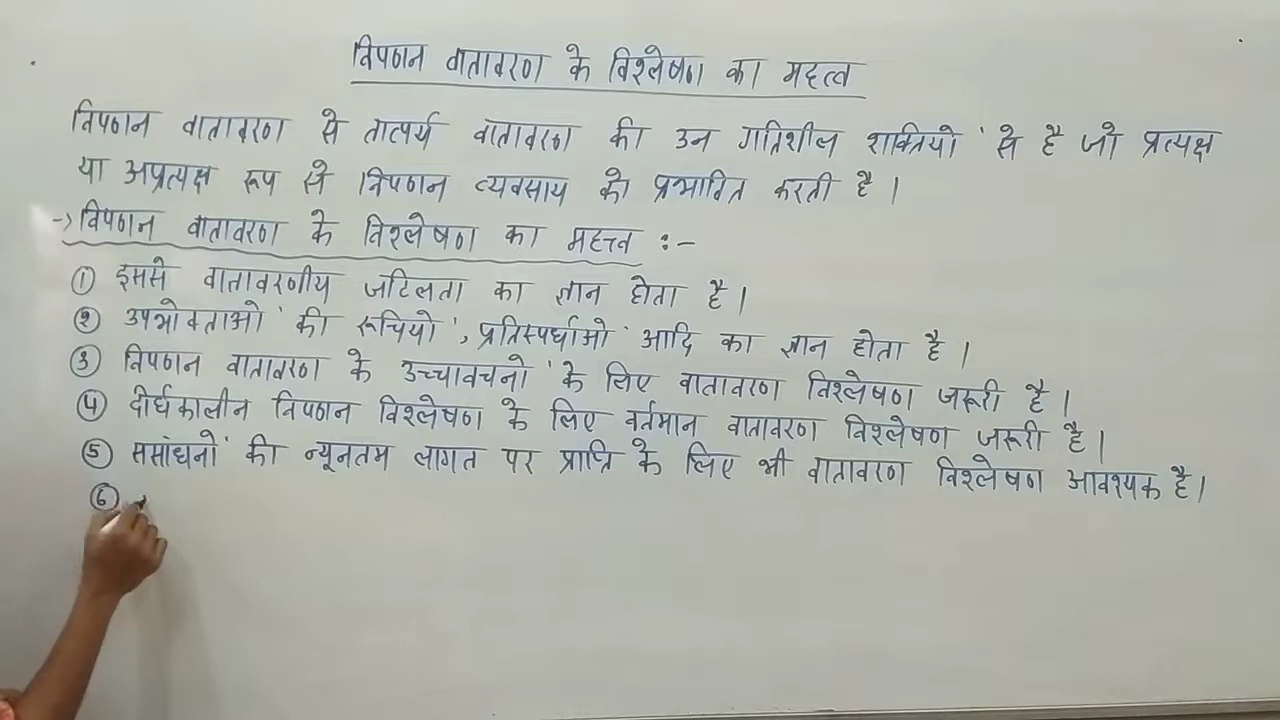 विपणन वातावरण के विश्लेषण का महत्व
विपणन वातावरण से तात्पर्य वातावरण की उन गतिशील शक्तियों से है जो प्रत्यक्ष
या अप्रत्यक्ष रूप से विपणन व्यवसाय को प्रभावित करती है।
→ विपणन वातावरण के विश्लेषण का महत्त्व :-
① इससे वातावरणीय जटिलता का ज्ञान होता है।
② उपभोक्ताओं की रूचियों, प्रतिस्पर्धाओं आदि का ज्ञान होता है।
③ विपणन वातावरण के उच्चावचनों के लिए वातावरण विश्लेषण जरूरी है।
④ दीर्घकालीन विपणन विश्लेषण के लिए वर्तमान वातावरण विश्लेषण जरूरी है।
⑤ ससांधनों की न्यूनतम लागत पर प्राप्ति के लिए भी वातावरण विश्लेषण आवश्यक है।
⑥